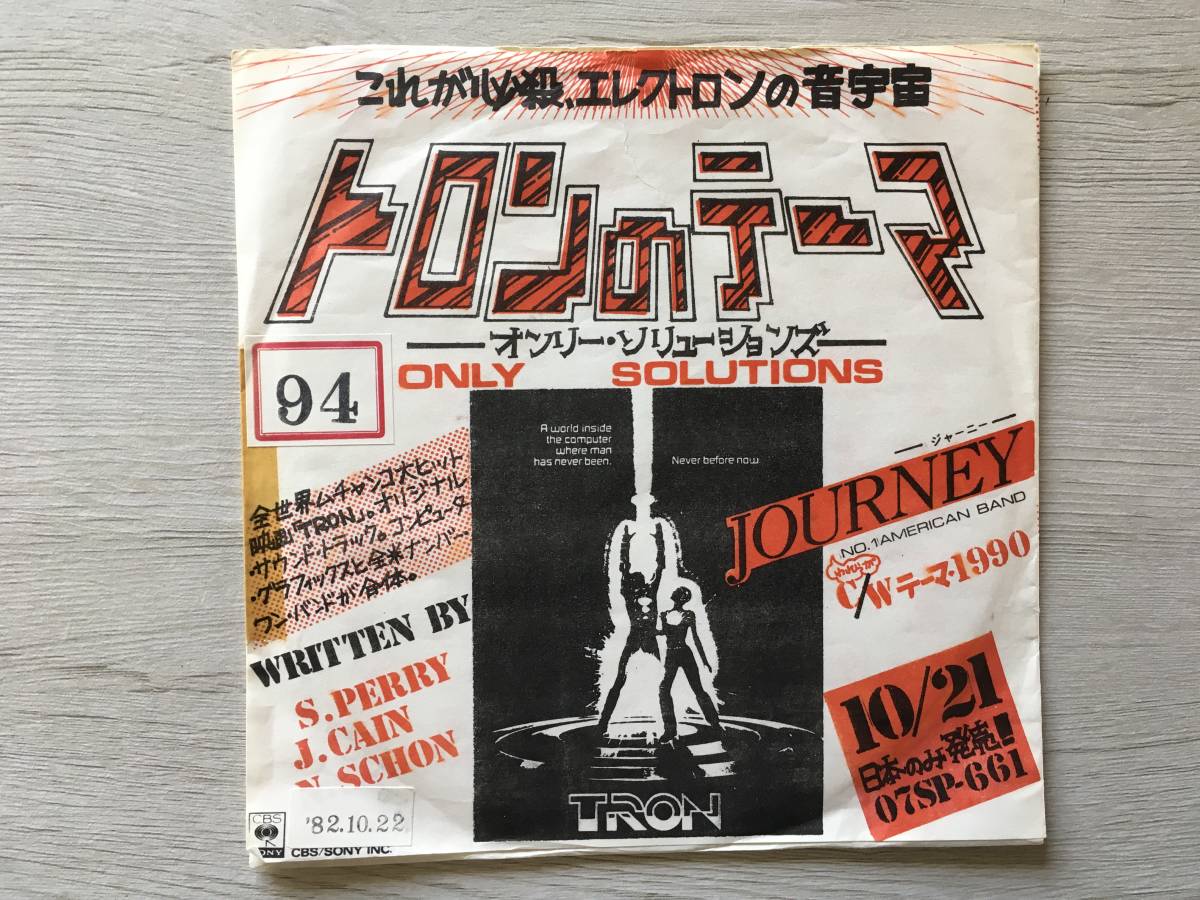 これが必殺、エレクトロンの音宇宙
トロンのテーマ
オンリー・ソリューションズ
ONLY SOLUTIONS
94
A world inside
the computer
where man
has never been.
Never before now.
全世界ムチャンコ大ヒット
映画「TRON」。オリジナル
・サウンド・トラック。コンピュータ
・グラフィックスと全米ナンバー
ワン・バンドが合体。
WRITTEN BY
S. PERRY
J. CAIN
N. SCHON
ジャーニー
JOURNEY
NO.1 AMERICAN BAND
C/W テーマ・1990
10/21
日本のみ発売!
07SP-661
TRON
'82.10.22
CBS
SONY
CBS/SONY INC.